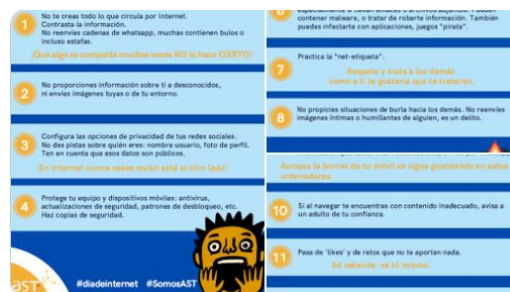 1
No te creas todo lo que circula por Internet.
Contrasta la información.
No reenvíes cadenas de whatsapp, muchas contienen bulos o
incluso estafas.
¡Que algo se comparta muchas veces NO lo hace CIERTO!
2
No proporciones información sobre ti a desconocidos,
ni envíes imágenes tuyas o de tu entorno.
3
Configura las opciones de privacidad de tus redes sociales.
No des pistas sobre quién eres: nombre usuario, foto de perfil.
Ten en cuenta que esos datos son públicos.
En internet nunca sabes quién está al otro lado.
4
Protege tu equipo y dispositivos móviles: antivirus,
actualizaciones de seguridad, patrones de desbloqueo, etc.
Haz copias de seguridad.
AST
#diadeinternet #SomosAST
especialmente si llevan enlaces o archivos adjuntos. Pueden
contener malware, o tratar de robarte información. También
puedes infectarte con aplicaciones, juegos "pirata".
7
Practica la "net-etiqueta".
Respeta y trata a los demás
como a ti te gustaría que te trataran.
8
No propicies situaciones de burla hacia los demás. No reenvíes
imágenes íntimas o humillantes de alguien, es un delito.
Aunque la borres de tu móvil se sigue guardando en estos
ordenadores.
10
Si al navegar te encuentras con contenido inadecuado, avisa a
un adulto de tu confianza.
11
Pasa de 'likes' y de retos que no te aportan nada.
Sé valiente: sé tú mismo.